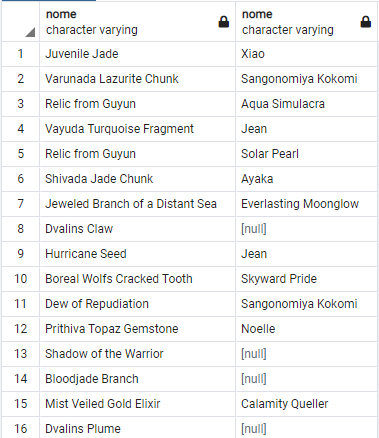 nome nome
character varying character varying
1 Juvenile Jade Xiao
2 Varunada Lazurite Chunk Sangonomiya Kokomi
3 Relic from Guyun Aqua Simulacra
4 Vayuda Turquoise Fragment Jean
5 Relic from Guyun Solar Pearl
6 Shivada Jade Chunk Ayaka
7 Jeweled Branch of a Distant Sea Everlasting Moonglow
8 Dvalins Claw [null]
9 Hurricane Seed Jean
10 Boreal Wolfs Cracked Tooth Skyward Pride
11 Dew of Repudiation Sangonomiya Kokomi
12 Prithiva Topaz Gemstone Noelle
13 Shadow of the Warrior [null]
14 Bloodjade Branch [null]
15 Mist Veiled Gold Elixir Calamity Queller
16 Dvalins Plume [null]